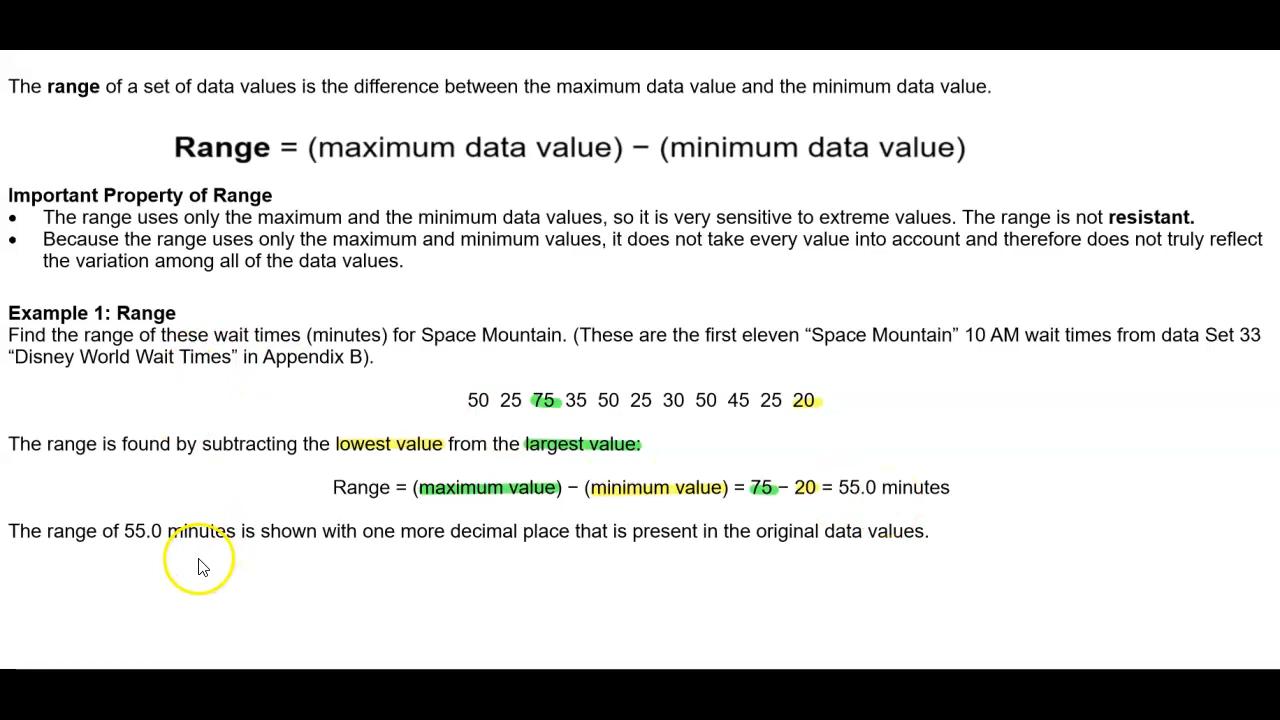 The range of a set of data values is the difference between the maximum data value and the minimum data value.
Range = (maximum data value) − (minimum data value)
Important Property of Range
• The range uses only the maximum and the minimum data values, so it is very sensitive to extreme values. The range is not resistant.
• Because the range uses only the maximum and minimum values, it does not take every value into account and therefore does not truly reflect
the variation among all of the data values.
Example 1: Range
Find the range of these wait times (minutes) for Space Mountain. (These are the first eleven “Space Mountain” 10 AM wait times from data Set 33
“Disney World Wait Times” in Appendix B).
50 25 75 35 50 25 30 50 45 25 20
The range is found by subtracting the lowest value from the largest value:
Range = (maximum value) − (minimum value) = 75 − 20 = 55.0 minutes
The range of 55.0 minutes is shown with one more decimal place that is present in the original data values.